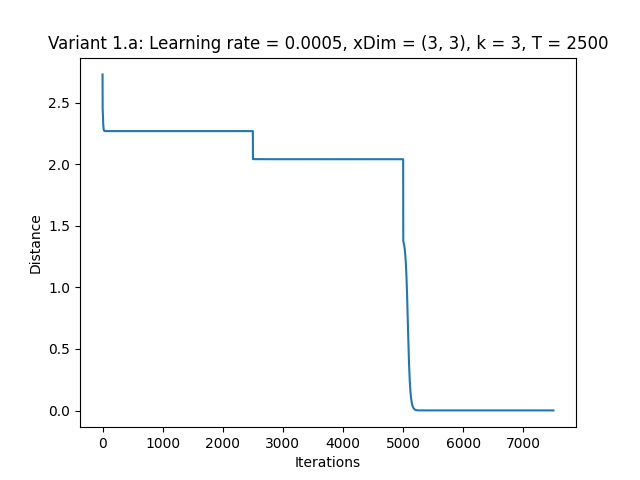 Variant 1.a: Learning rate = 0.0005, xDim = (3, 3), k = 3, T = 2500
2.5
2.0
1.5
1.0
0.5
0.0
Distance
0 1000 2000 3000 4000 5000 6000 7000
Iterations